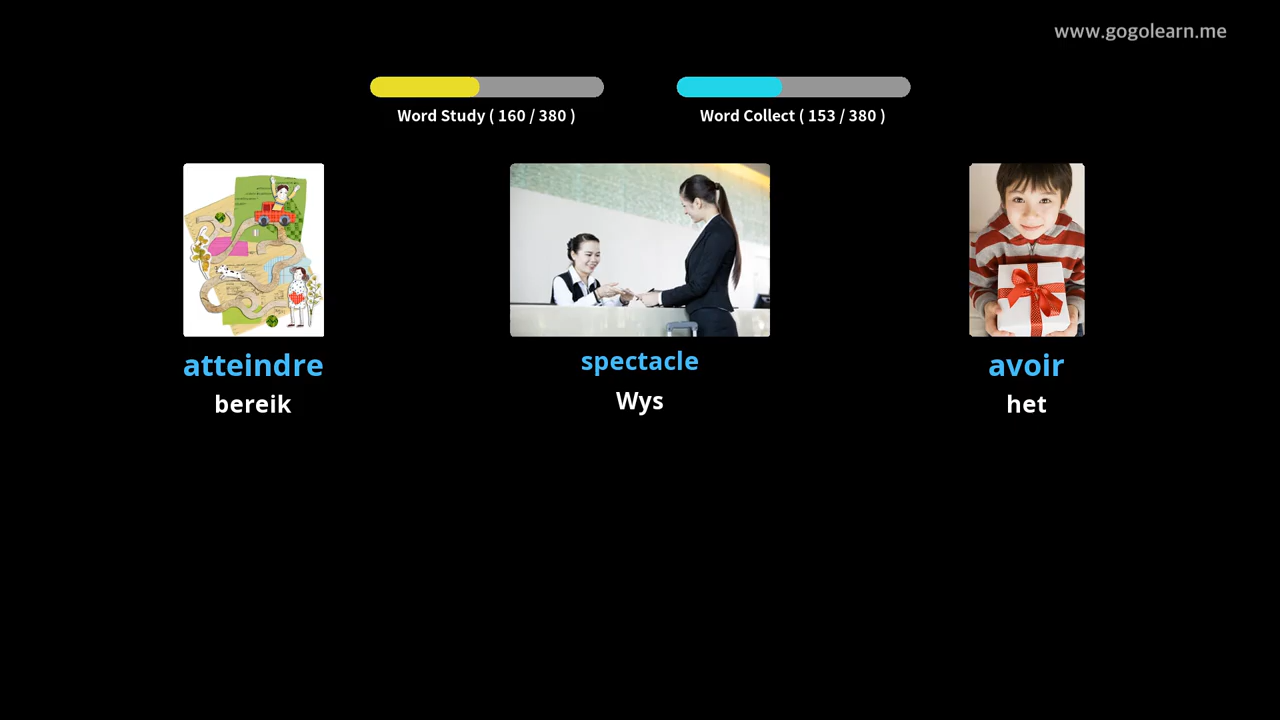 www.gogolearn.me
Word Study ( 160 / 380 )
Word Collect ( 153 / 380 )
atteindre
spectacle
avoir
bereik
Wys
het